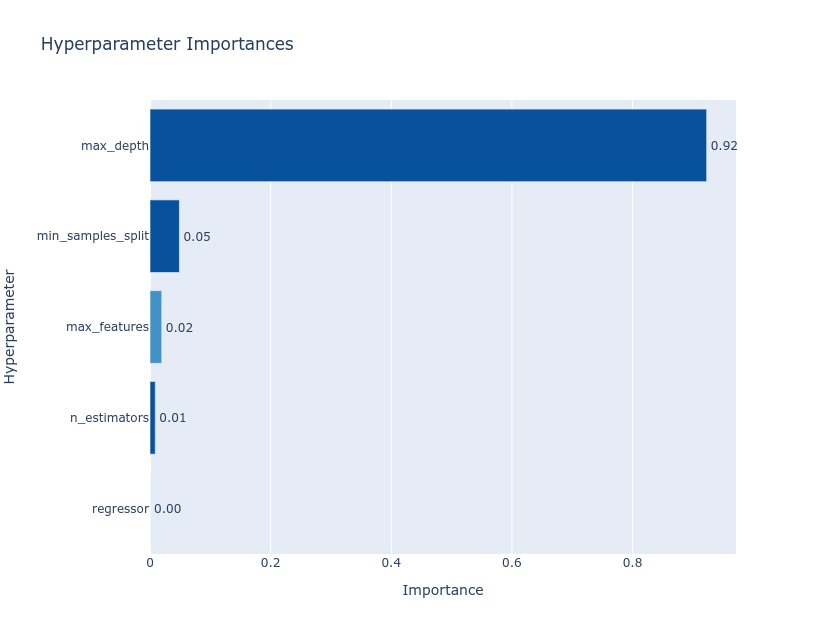 Hyperparameter Importances
Hyperparameter
max_depth 0.92
min_samples_split 0.05
max_features 0.02
n_estimators 0.01
regressor 0.00
0 0.2 0.4 0.6 0.8
Importance